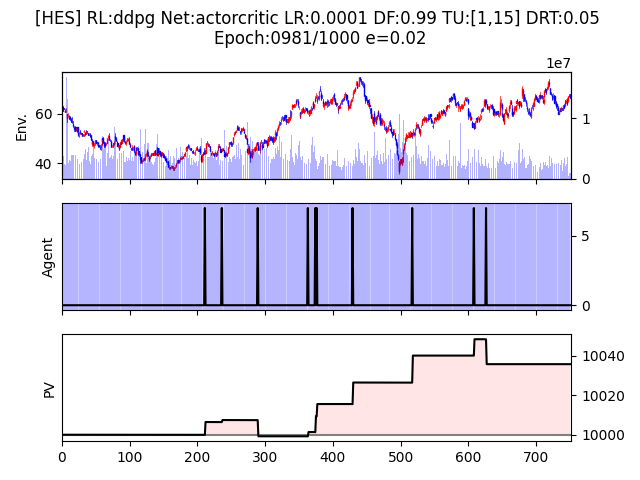 [HES] RL:ddpg Net:actorcritic LR:0.0001 DF:0.99 TU:[1,15] DRT:0.05
Epoch:0981/1000 e=0.02
1e7
Env.
60
40
1
0
Agent
5
0
PV
10040
10020
10000
0 100 200 300 400 500 600 700